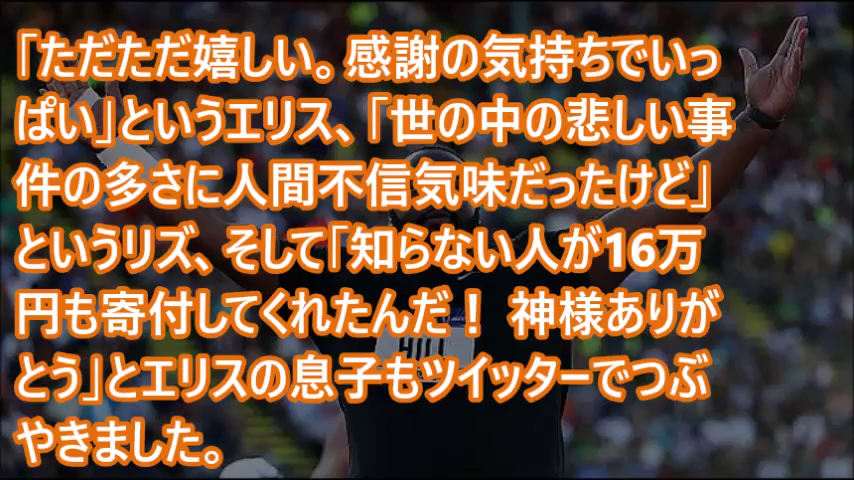 「ただただ嬉しい。感謝の気持ちでいっ
ぱい」というエリス、「世の中の悲しい事
件の多さに人間不信気味だったけど」
というリズ、そして「知らない人が16万
円も寄付してくれたんだ！ 神様ありが
とう」とエリスの息子もツイッターでつぶ
やきました。